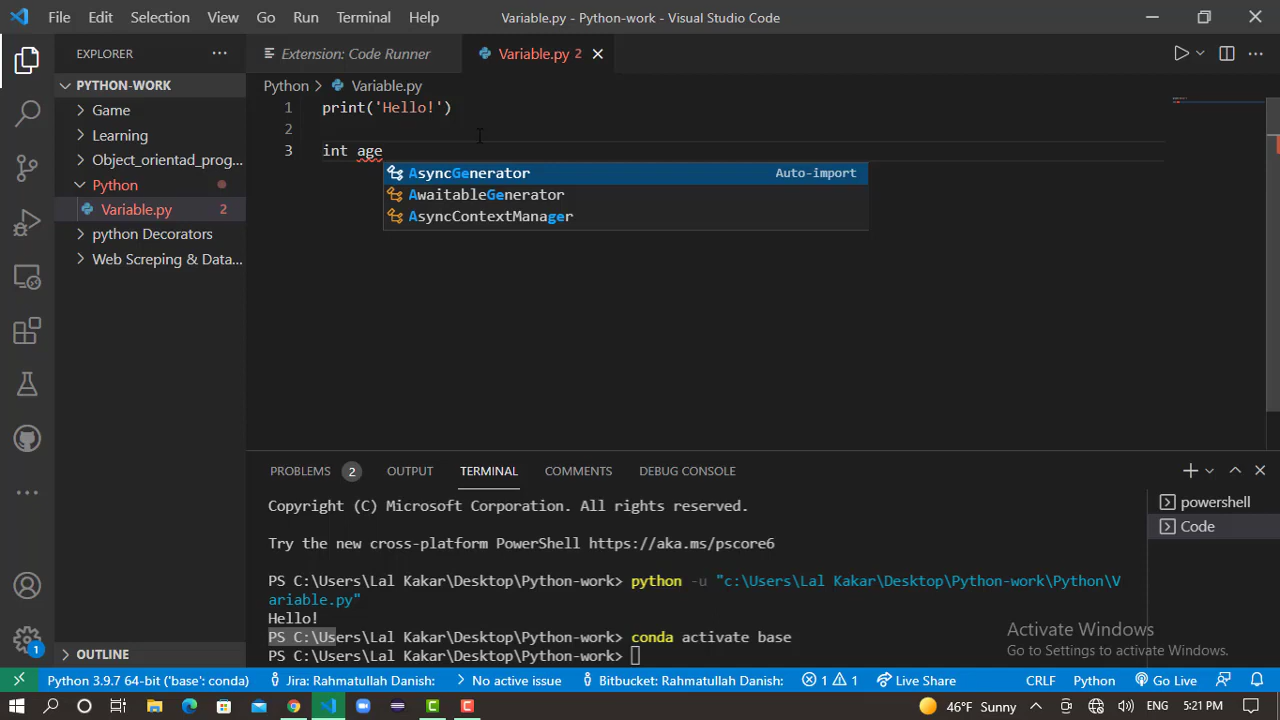 File Edit Selection View Go Run Terminal Help Variable.py - Python-work - Visual Studio Code
EXPLORER
Extension: Code Runner Variable.py 2
PYTHON-WORK
Game
Learning
Object_orientad_prog...
Python
Variable.py 2
python Decorators
Web Screping & Data...
OUTLINE
1
Python > Variable.py
1 print('Hello!')
2
3 int age
AsyncGenerator Auto-import
AwaitableGenerator
AsyncContextManager
PROBLEMS 2 OUTPUT TERMINAL COMMENTS DEBUG CONSOLE
powershell
Code
Copyright (C) Microsoft Corporation. All rights reserved.
Try the new cross-platform PowerShell https://aka.ms/pscore6
PS C:\Users\Lal Kakar\Desktop\Python-work> python -u "c:\Users\Lal Kakar\Desktop\Python-work\Python\V
ariable.py"
Hello!
PS C:\Users\Lal Kakar\Desktop\Python-work> conda activate base
PS C:\Users\Lal Kakar\Desktop\Python-work>
Activate Windows
Go to Settings to activate Windows.
Python 3.9.7 64-bit ('base': conda) Jira: Rahmatullah Danish: No active issue Bitbucket: Rahmatullah Danish: 1 1 Live Share CRLF Python Go Live
46°F Sunny ENG 5:21 PM